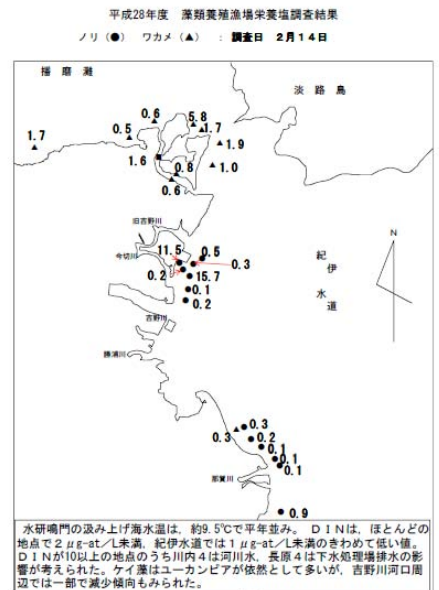 平成28年度　藻類養殖漁場栄養塩調査結果
ノリ（●）　ワカメ（▲）　：　調査日　２月１４日
播 磨 灘
淡 路 島
0.6
5.8
0.5
1.7
1.7
1.9
1.6
0.8
1.0
0.6
旧吉野川
今切川
11.5
0.5
0.3
0.2
15.7
0.1
0.2
N
紀
伊
水
道
吉野川
勝浦川
0.3
0.3
0.2
0.1
0.1
0.1
那賀川
0.9
水研鳴門の汲み上げ海水温は，約9.5℃で平年並み。ＤＩＮは，ほとんどの
地点で２μg-at／L未満，紀伊水道では１μg-at／L未満のきわめて低い値。
ＤＩＮが10以上の地点のうち川内４は河川水，長原４は下水処理場排水の影
響が考えられた。ケイ藻はユーカンピアが依然として多いが，吉野川河口周
辺では一部で減少傾向もみられた。